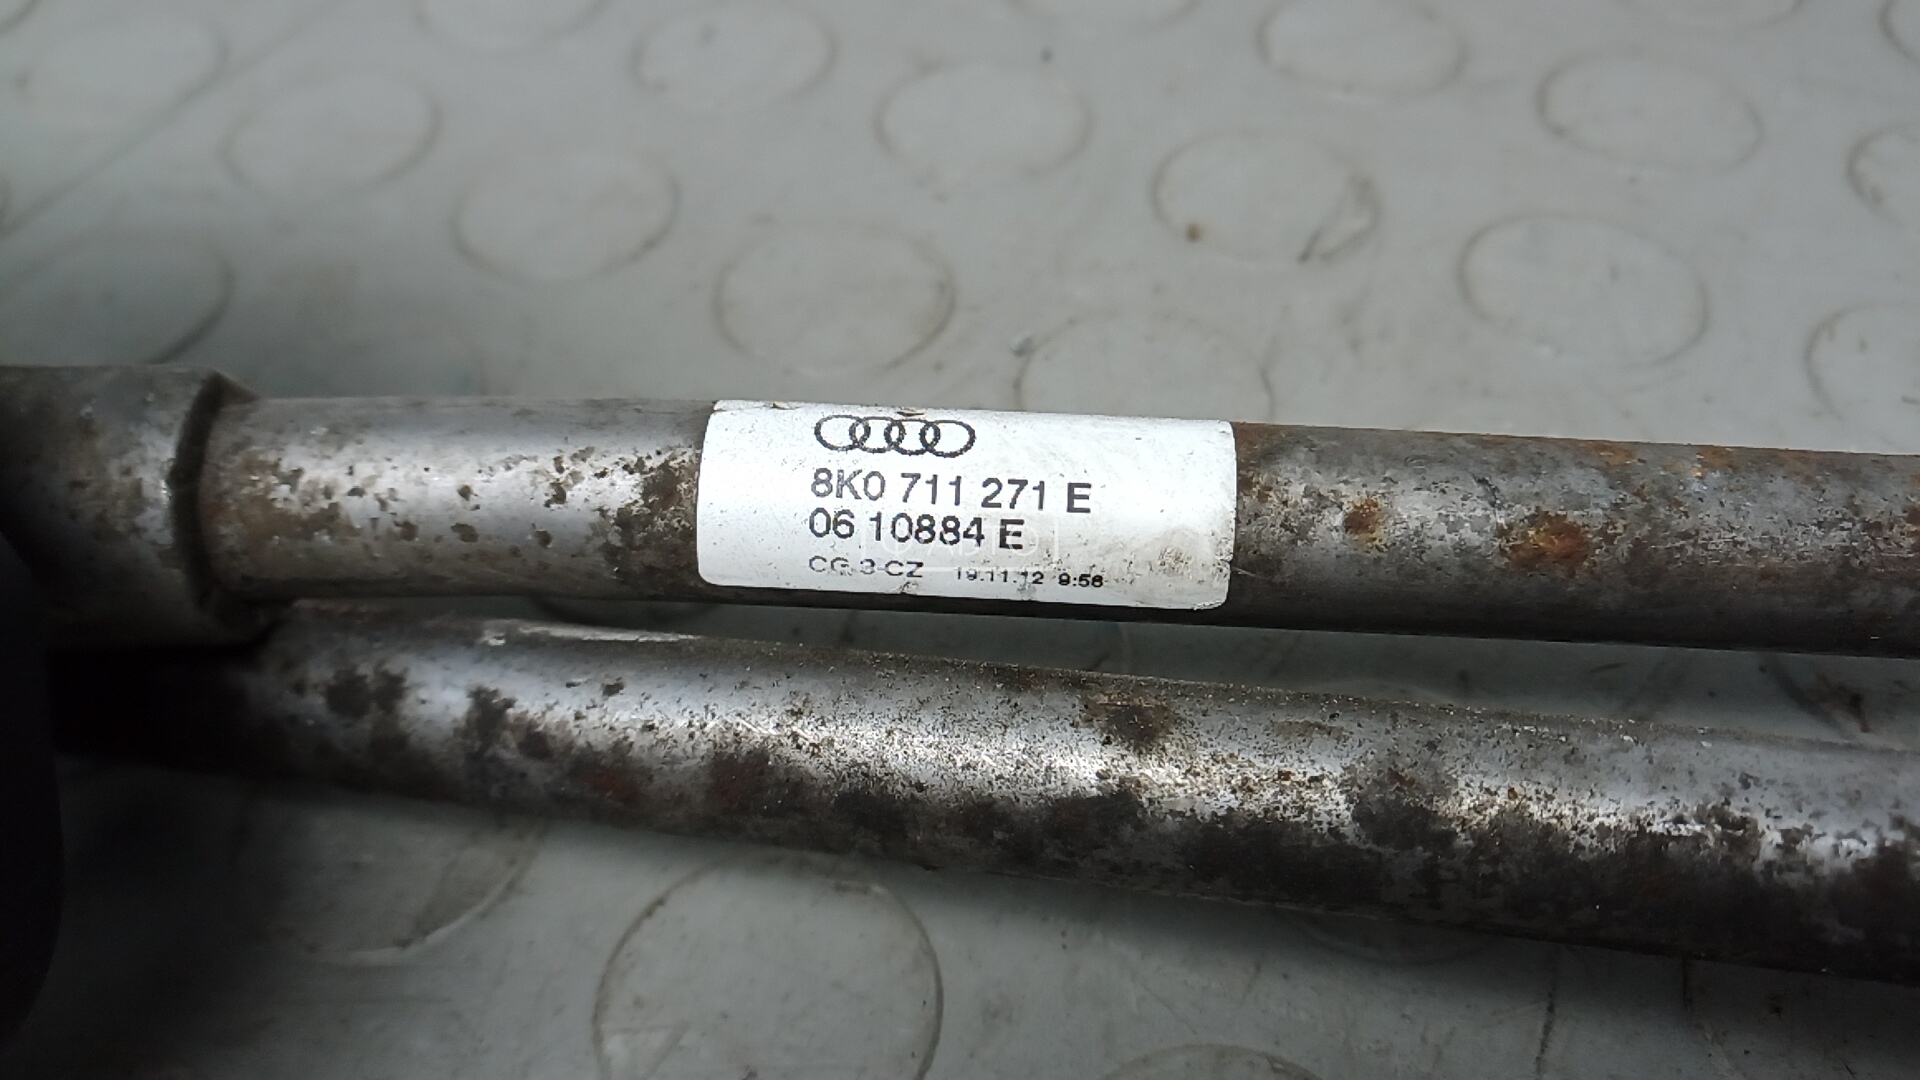 8K0 711 271 E
06 10884 E
CG.3-CZ 19.11.12 9:56